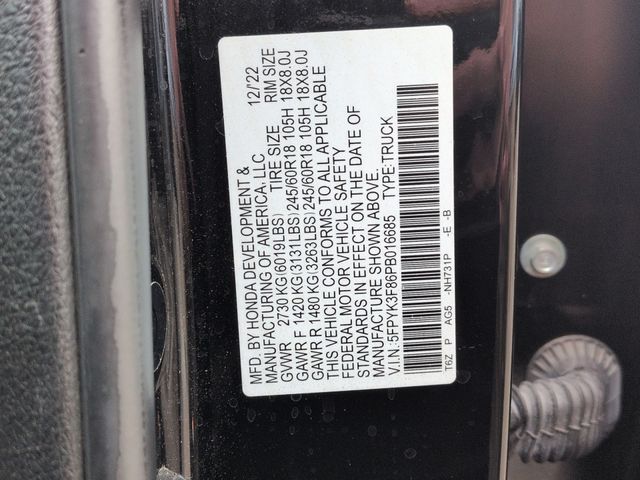 MFD. BY HONDA DEVELOPMENT & 12/'22
MANUFACTURING OF AMERICA, LLC
GVWR 2730 KG(6019LBS) TIRE SIZE RIM SIZE
GAWR F 1420 KG(3131LBS) 245/60R18 105H 18X8.0J
GAWR R 1480 KG(3263LBS) 245/60R18 105H 18X8.0J
THIS VEHICLE CONFORMS TO ALL APPLICABLE
FEDERAL MOTOR VEHICLE SAFETY
STANDARDS IN EFFECT ON THE DATE OF
MANUFACTURE SHOWN ABOVE.
V.I.N.: 5FPYK3F86PB016685 TYPE:TRUCK
T6Z P AG5 -NH731P -E -B